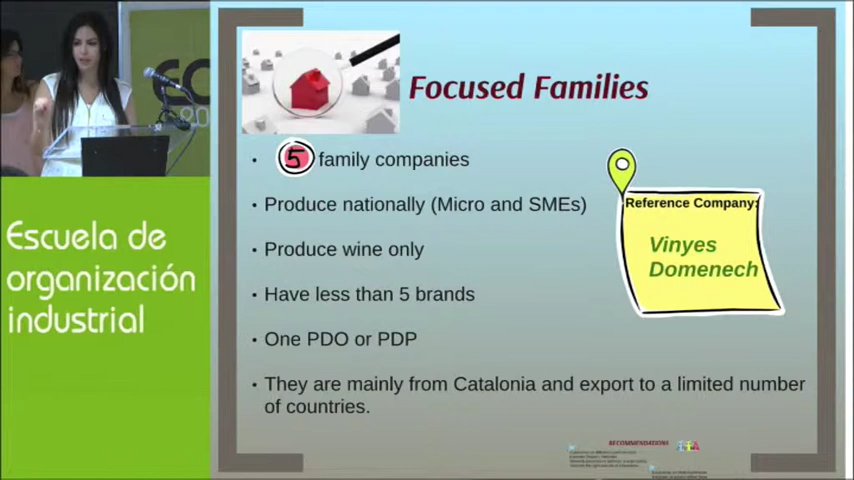 Focused Families
• 5 family companies
• Produce nationally (Micro and SMEs)
• Produce wine only
• Have less than 5 brands
• One PDO or PDP
• They are mainly from Catalonia and export to a limited number
of countries.
Reference Company:
Vinyes
Domenech
Escuela de
organización
industrial
RECOMMENDATIONS